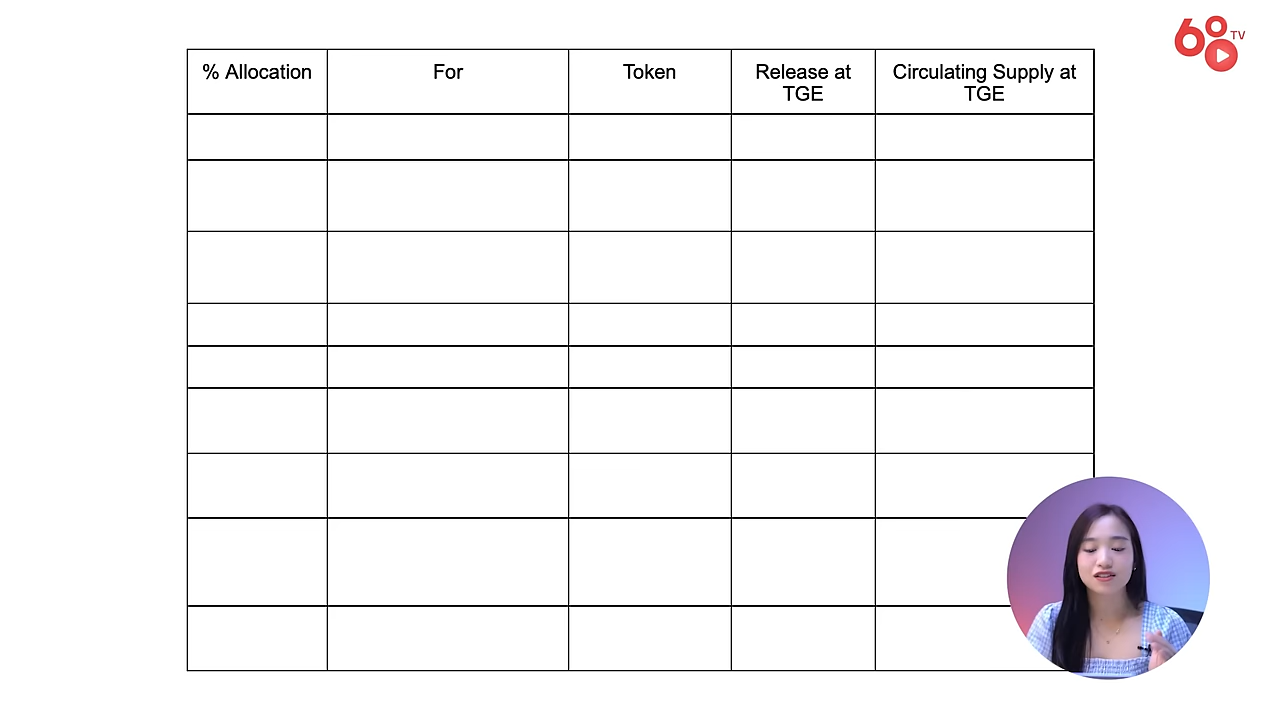 68
TV
% Allocation
For
Token
Release at
TGE
Circulating Supply at
TGE